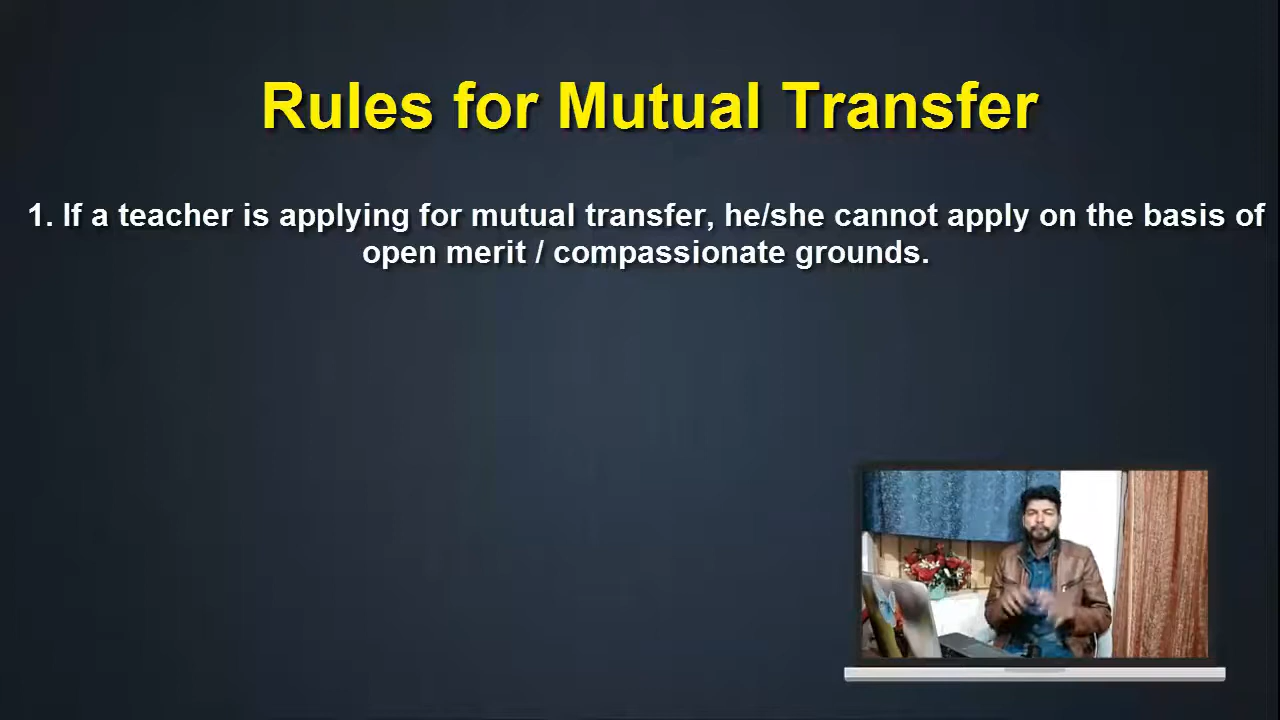 Rules for Mutual Transfer
1. If a teacher is applying for mutual transfer, he/she cannot apply on the basis of
open merit / compassionate grounds.